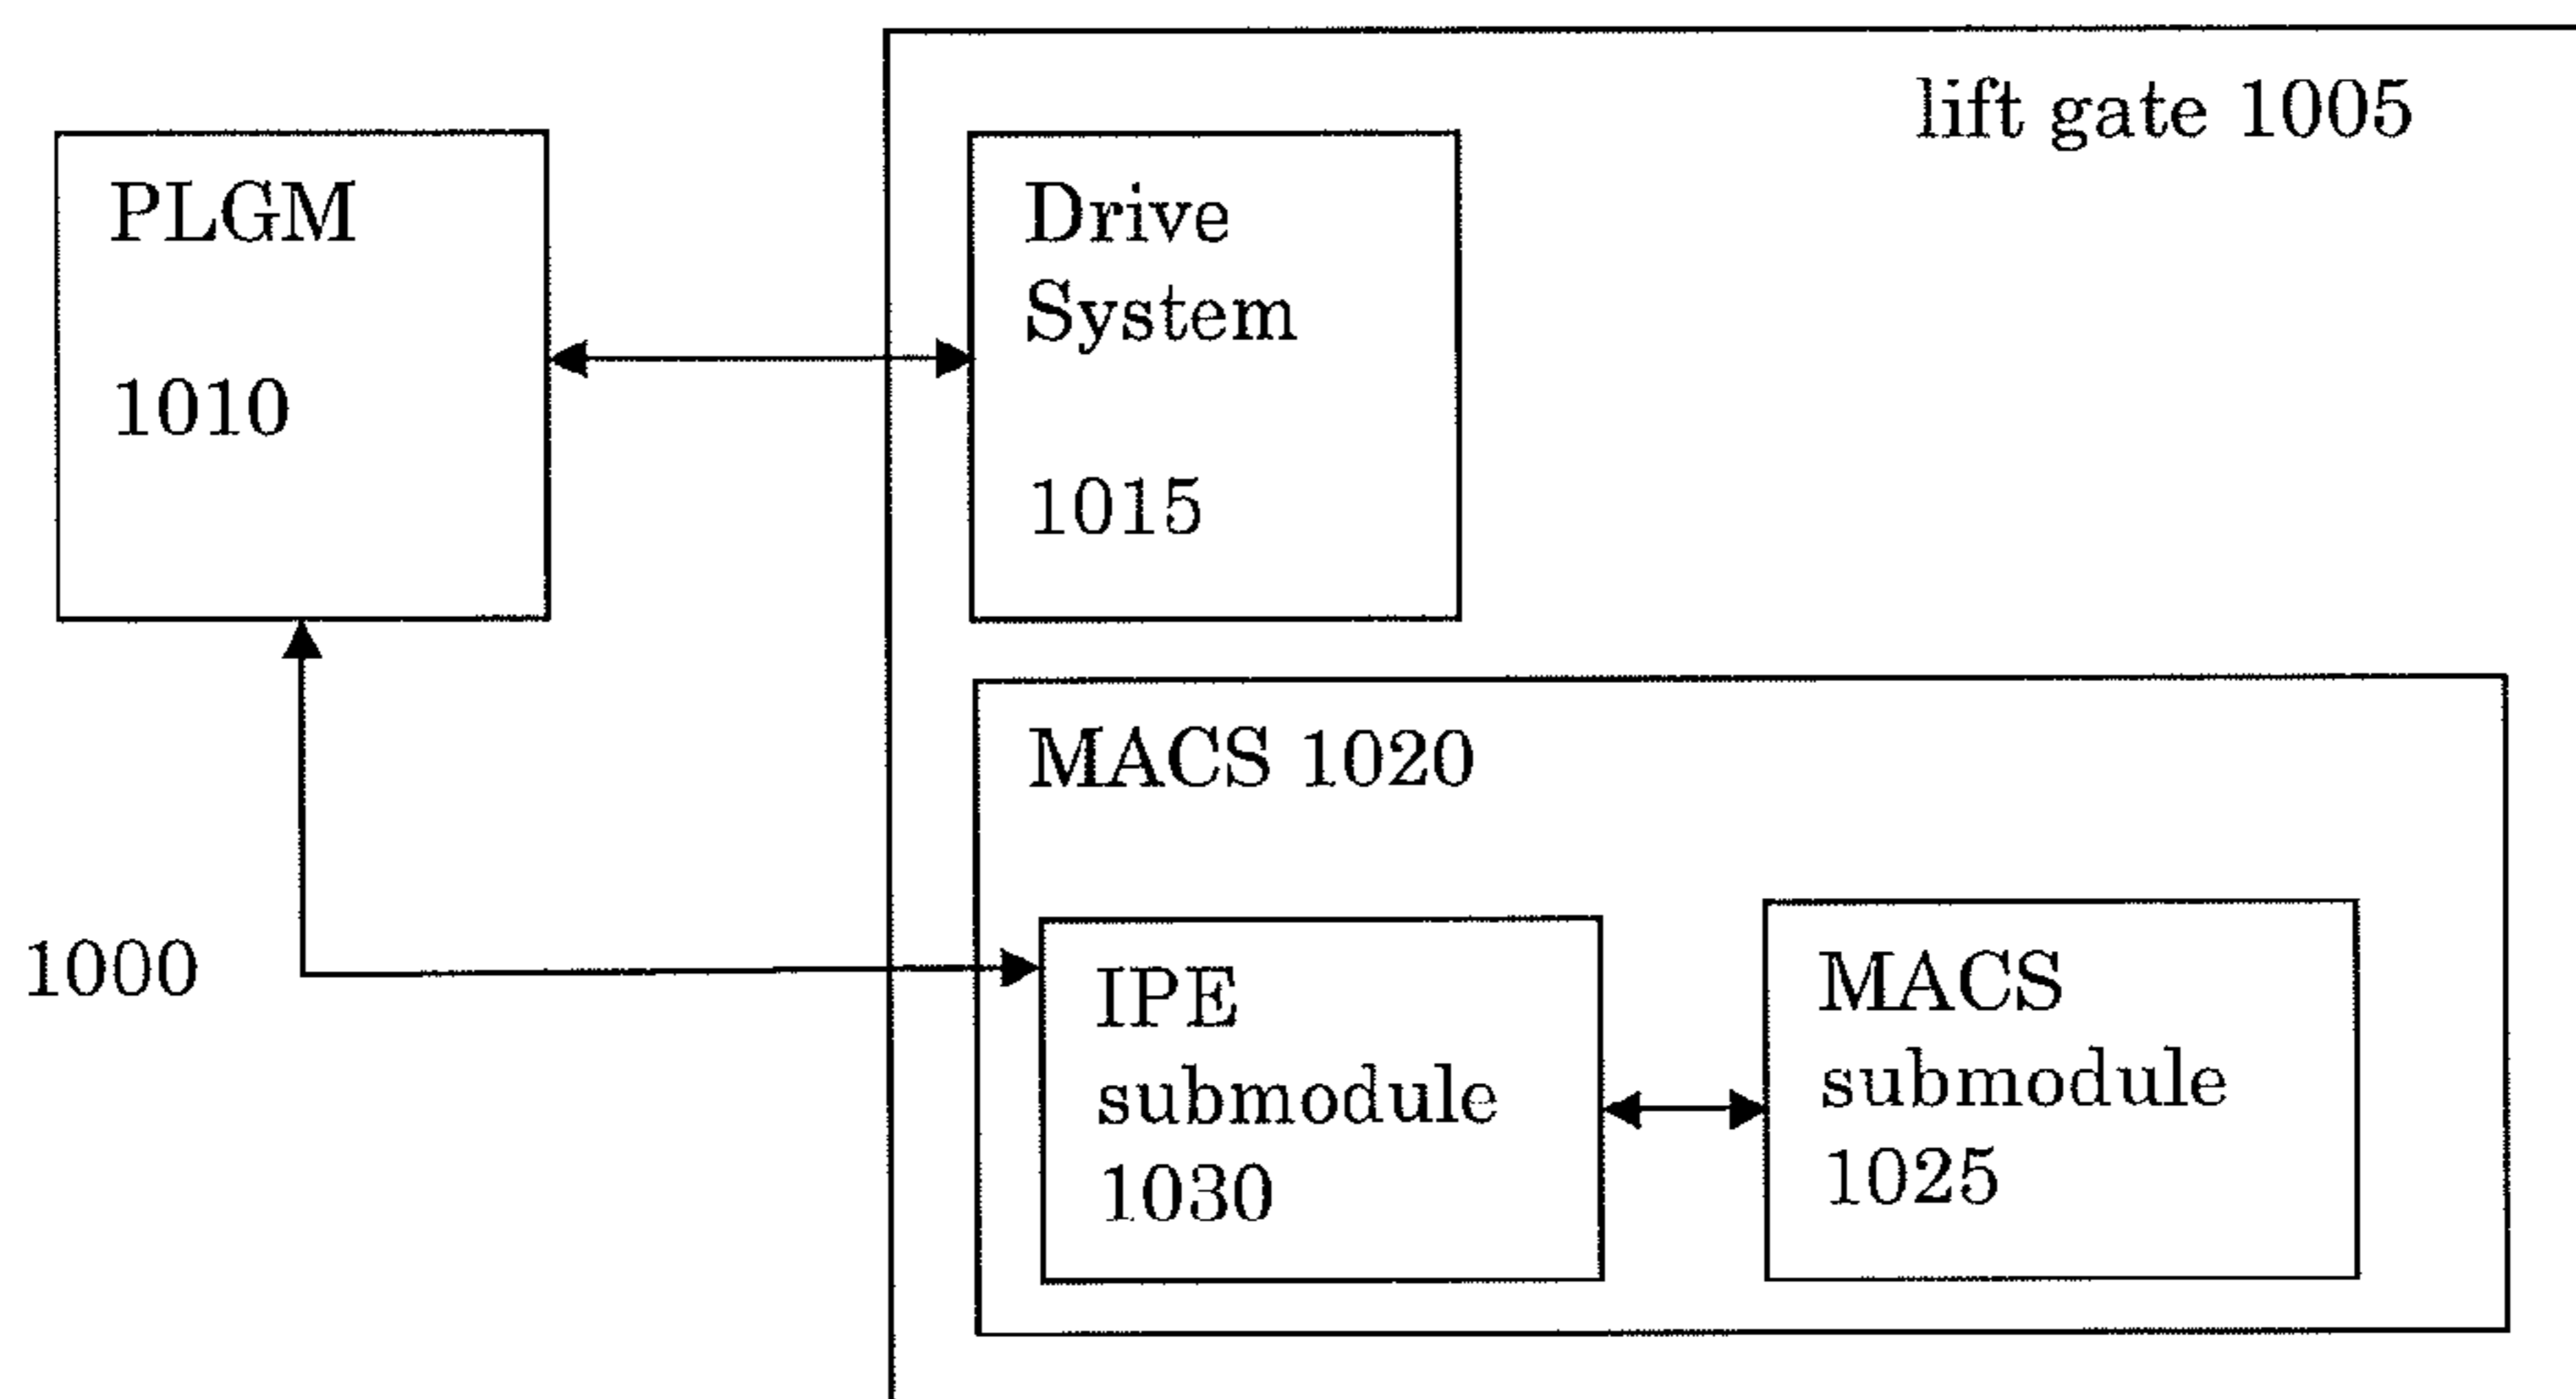 lift gate 1005
PLGM
1010
Drive
System
1015
MACS 1020
1000
IPE
submodule
1030
MACS
submodule
1025